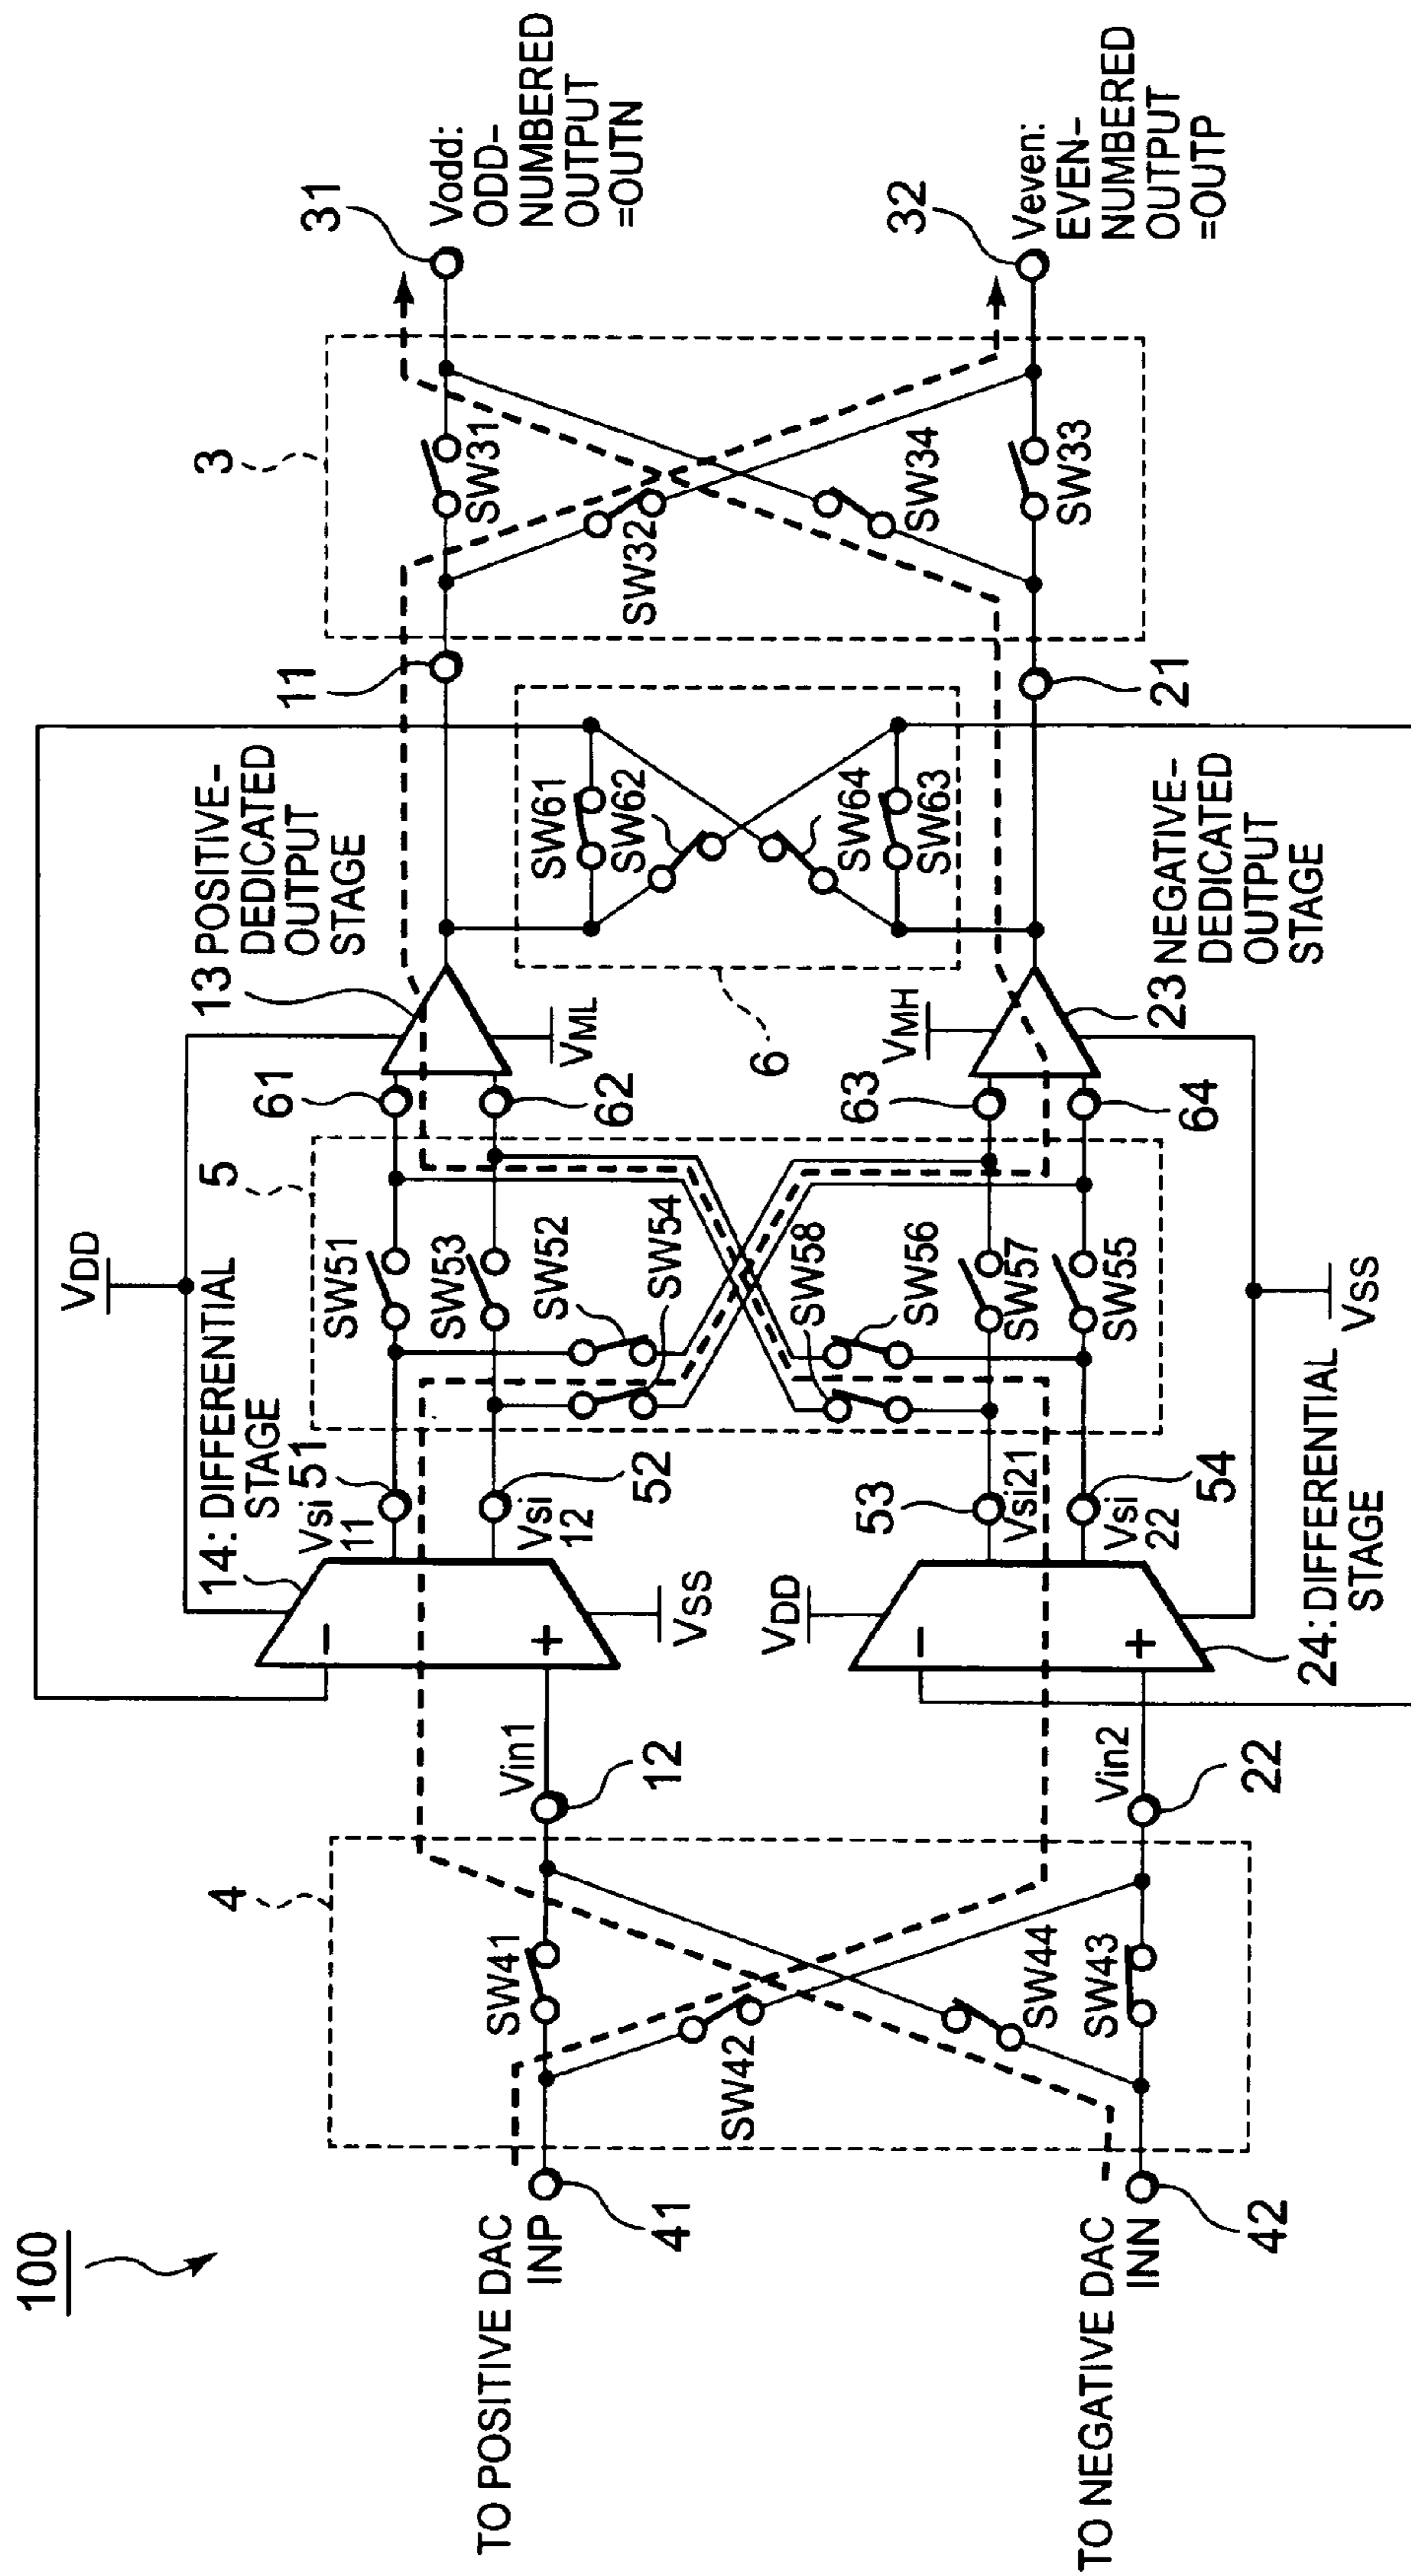 100
TO POSITIVE DAC
INP
41
TO NEGATIVE DAC
INN
42
4
SW41
SW42
SW44
SW43
Vin1
12
Vin2
22
14: DIFFERENTIAL
STAGE
VDD
VSS
Vsi
11
51
Vsi
12
52
24: DIFFERENTIAL
STAGE
VDD
VSS
53
Vsi21
Vsi
22
54
5
SW51
SW53
SW52
SW54
SW58
SW56
SW57
SW55
61
62
63
64
13 POSITIVE-
DEDICATED
OUTPUT
STAGE
VML
VMH
23 NEGATIVE-
DEDICATED
OUTPUT
STAGE
6
SW61
SW62
SW64
SW63
11
21
3
SW31
SW32
SW34
SW33
31
Vodd:
ODD-
NUMBERED
OUTPUT
=OUTN
32
Veven:
EVEN-
NUMBERED
OUTPUT
=OUTP